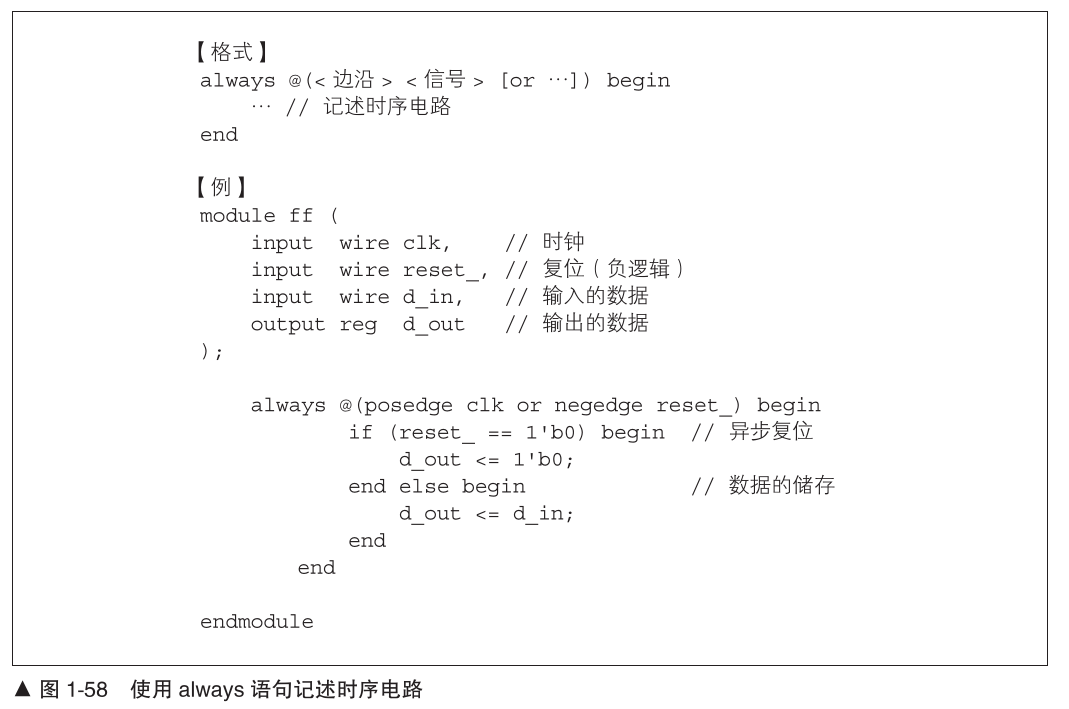 【格式】
always @(<边沿> <信号> [or …]) begin
    … // 记述时序电路
end
【例】
module ff (
    input  wire clk,    // 时钟
    input  wire reset_, // 复位(负逻辑)
    input  wire d_in,   // 输入的数据
    output reg  d_out   // 输出的数据
);
    always @(posedge clk or negedge reset_) begin
            if (reset_ == 1'b0) begin  // 异步复位
                d_out <= 1'b0;
            end else begin             // 数据的储存
                d_out <= d_in;
            end
        end
endmodule
▲ 图 1-58 使用 always 语句记述时序电路